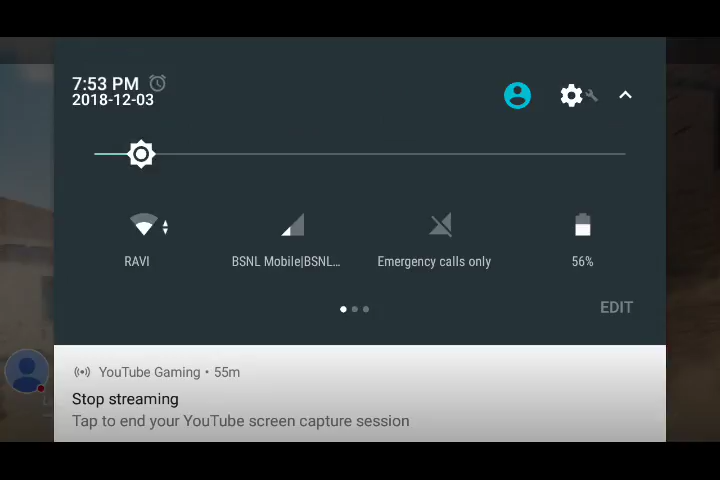 7:53 PM
2018-12-03
RAVI
BSNL Mobile|BSNL...
Emergency calls only
56%
EDIT
YouTube Gaming • 55m
Stop streaming
Tap to end your YouTube screen capture session